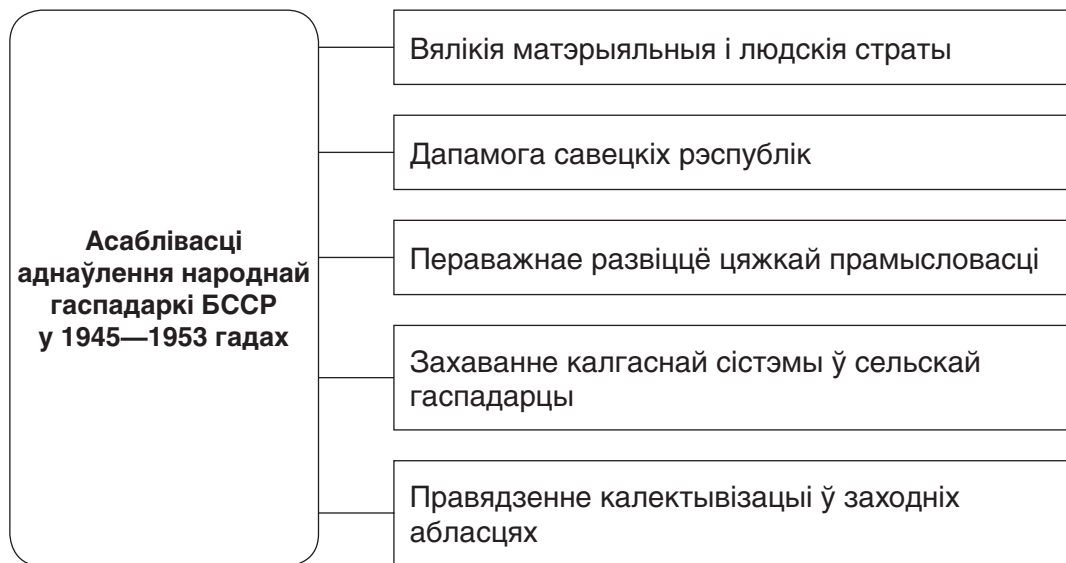 Асаблівасці
аднаўлення народнай
гаспадаркі БССР
у 1945—1953 гадах
Вялікія матэрыяльныя і людскія страты
Дапамога савецкіх рэспублік
Пераважнае развіццё цяжкай прамысловасці
Захаванне калгаснай сістэмы ў сельскай
гаспадарцы
Правядзенне калектывізацыі ў заходніх
абласцях